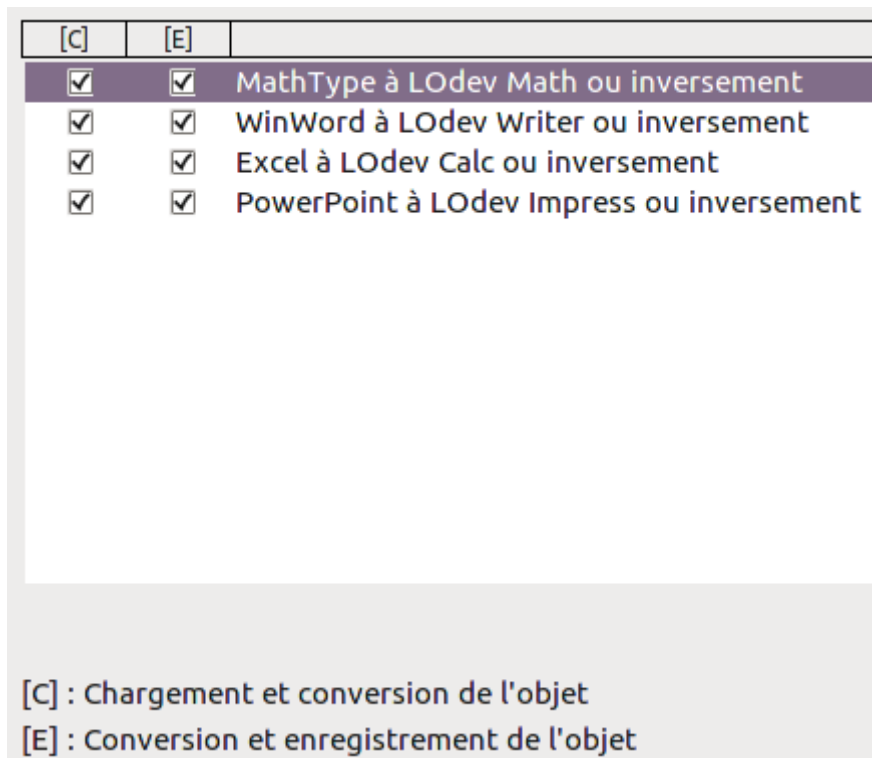 [C] [E]
MathType à LOdev Math ou inversement
WinWord à LOdev Writer ou inversement
Excel à LOdev Calc ou inversement
PowerPoint à LOdev Impress ou inversement
[C] : Chargement et conversion de l'objet
[E] : Conversion et enregistrement de l'objet